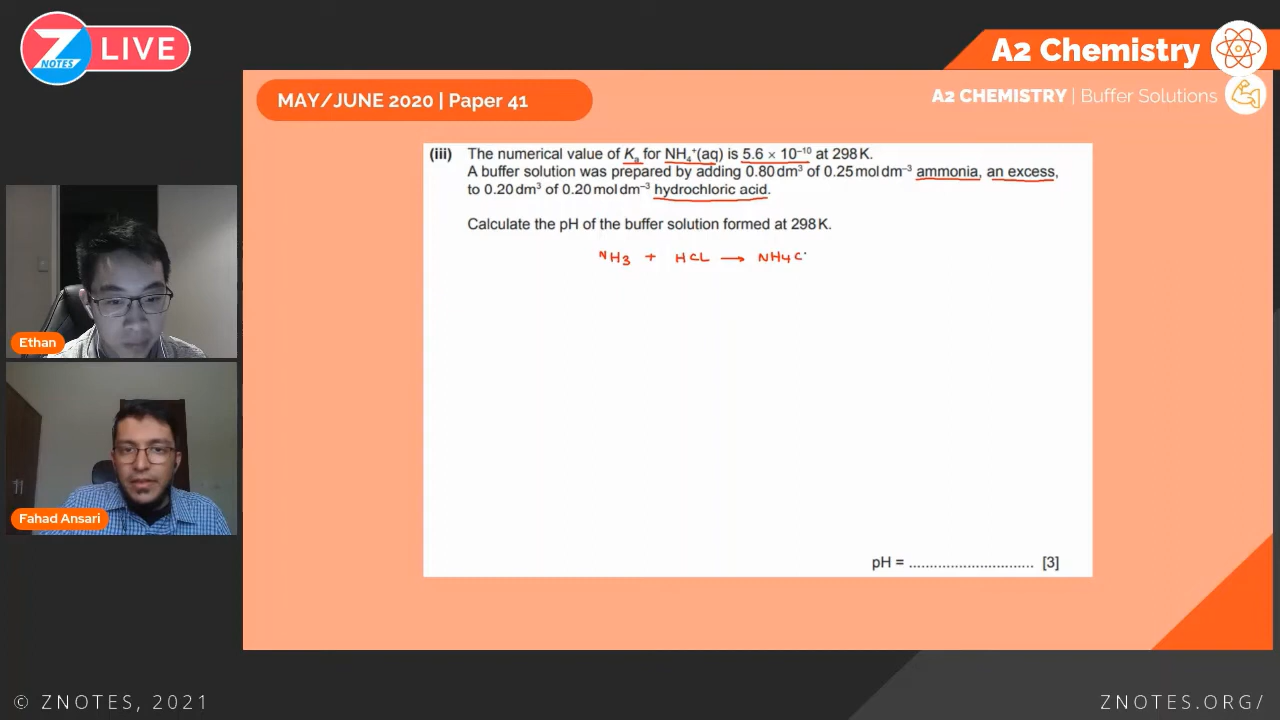 Z NOTES LIVE
A2 Chemistry
A2 CHEMISTRY | Buffer Solutions
MAY/JUNE 2020 | Paper 41
(iii) The numerical value of Kₐ for NH₄⁺(aq) is 5.6 × 10⁻¹⁰ at 298 K.
A buffer solution was prepared by adding 0.80 dm³ of 0.25 mol dm⁻³ ammonia, an excess,
to 0.20 dm³ of 0.20 mol dm⁻³ hydrochloric acid.
Calculate the pH of the buffer solution formed at 298 K.
NH3 + HCL → NH4C
pH = .............................. [3]
Ethan
Fahad Ansari
© ZNOTES, 2021
ZNOTES.ORG/